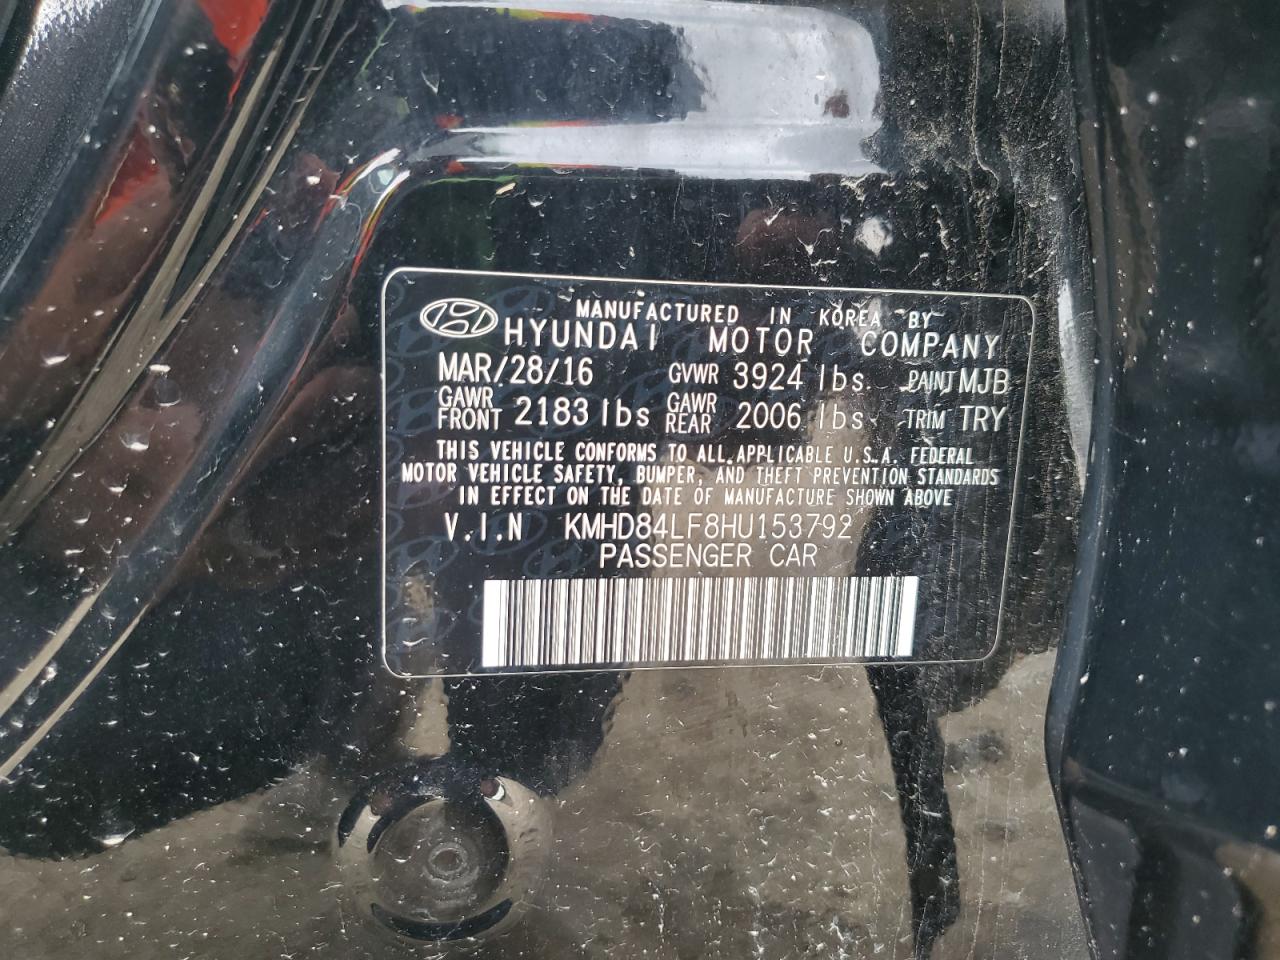 MANUFACTURED IN KOREA BY
HYUNDAI MOTOR COMPANY
MAR/28/16 GVWR 3924 lbs. PAINT MJB
GAWR FRONT 2183 lbs GAWR REAR 2006 lbs. TRIM TRY
THIS VEHICLE CONFORMS TO ALL APPLICABLE U.S.A. FEDERAL
MOTOR VEHICLE SAFETY, BUMPER, AND THEFT PREVENTION STANDARDS
IN EFFECT ON THE DATE OF MANUFACTURE SHOWN ABOVE
V.I.N KMHD84LF8HU153792
PASSENGER CAR